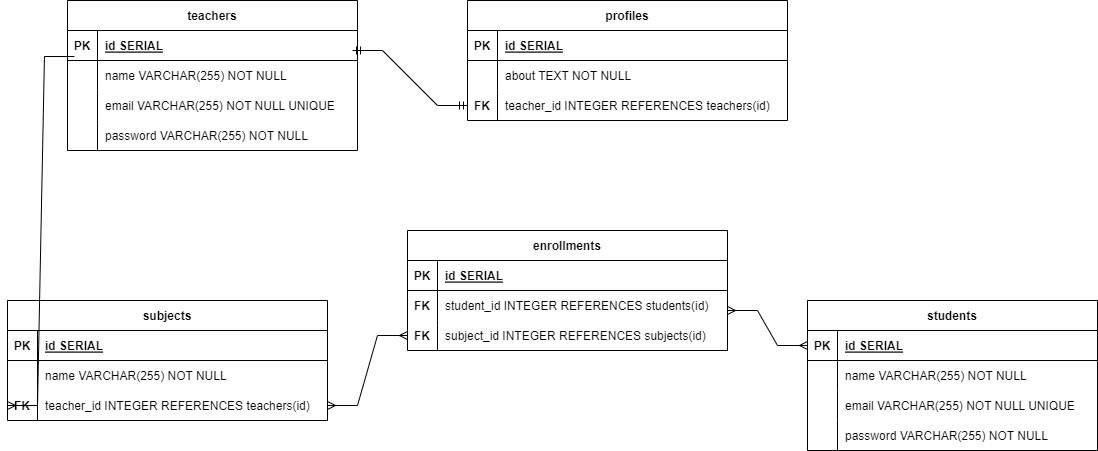 teachers
PK id SERIAL
name VARCHAR(255) NOT NULL
email VARCHAR(255) NOT NULL UNIQUE
password VARCHAR(255) NOT NULL
profiles
PK id SERIAL
about TEXT NOT NULL
FK teacher_id INTEGER REFERENCES teachers(id)
enrollments
PK id SERIAL
FK student_id INTEGER REFERENCES students(id)
FK subject_id INTEGER REFERENCES subjects(id)
subjects
PK id SERIAL
name VARCHAR(255) NOT NULL
FK teacher_id INTEGER REFERENCES teachers(id)
students
PK id SERIAL
name VARCHAR(255) NOT NULL
email VARCHAR(255) NOT NULL UNIQUE
password VARCHAR(255) NOT NULL